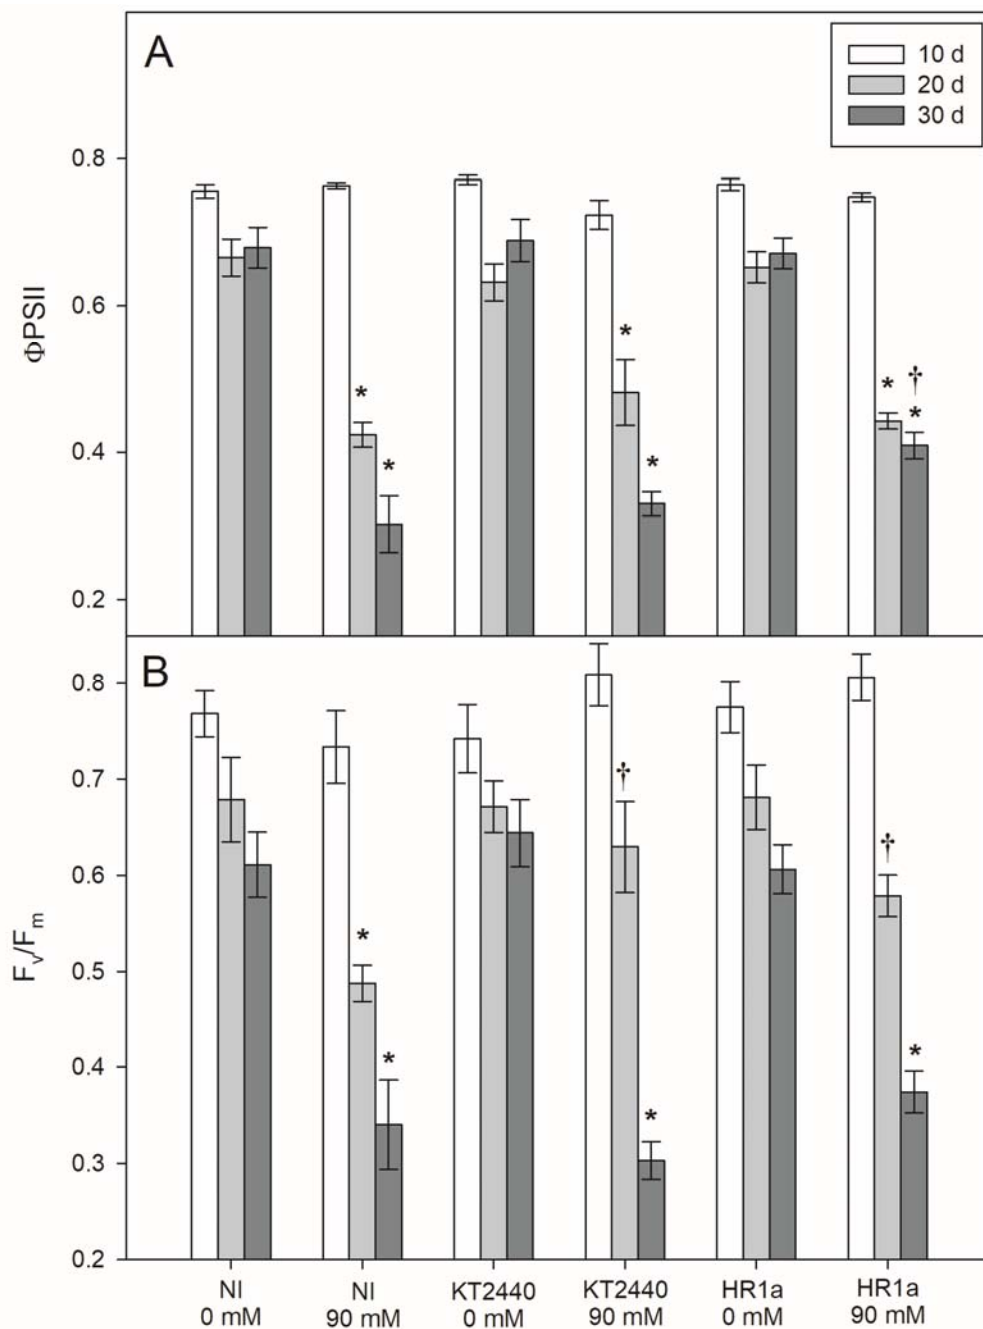 A
10 d
20 d
30 d
0.8
0.6
0.4
0.2
ΦPSII
* * * * * * †
B
0.8
0.7
0.6
0.5
0.4
0.3
0.2
Fv/Fm
* * † * † *
NI
0 mM
NI
90 mM
KT2440
0 mM
KT2440
90 mM
HR1a
0 mM
HR1a
90 mM